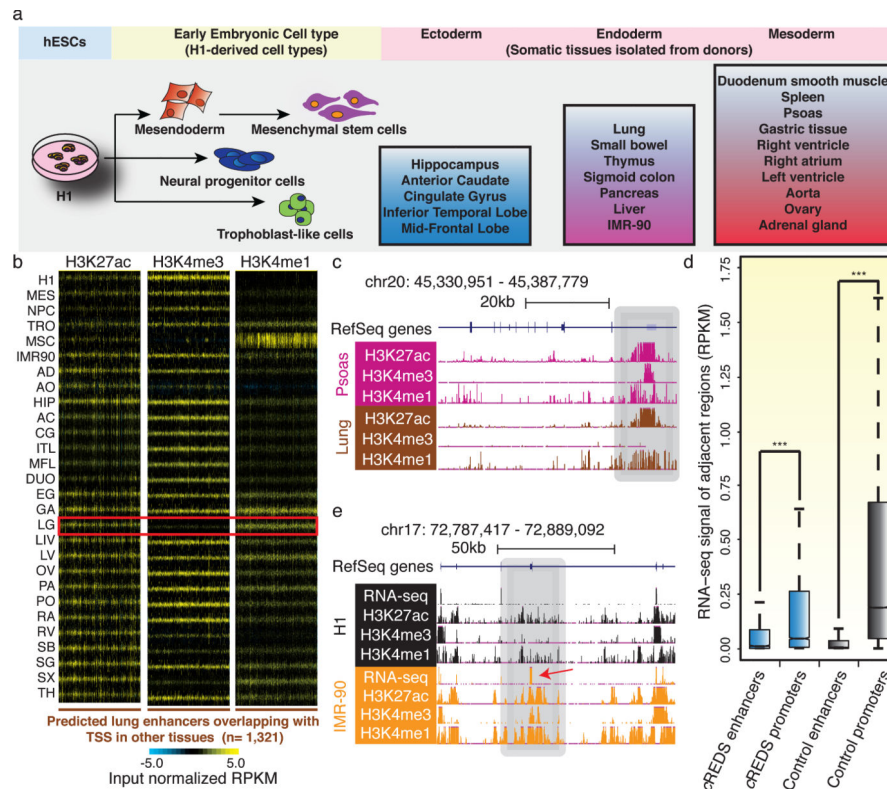 a
hESCs
Early Embryonic Cell type
(H1-derived cell types)
Ectoderm
Endoderm
Mesoderm
(Somatic tissues isolated from donors)
H1
Mesendoderm
Mesenchymal stem cells
Neural progenitor cells
Trophoblast-like cells
Hippocampus
Anterior Caudate
Cingulate Gyrus
Inferior Temporal Lobe
Mid-Frontal Lobe
Lung
Small bowel
Thymus
Sigmoid colon
Pancreas
Liver
IMR-90
Duodenum smooth muscle
Spleen
Psoas
Gastric tissue
Right ventricle
Right atrium
Left ventricle
Aorta
Ovary
Adrenal gland
b
H3K27ac H3K4me3 H3K4me1
H1
MES
NPC
TRO
MSC
IMR90
AD
AO
HIP
AC
CG
ITL
MFL
DUO
EG
GA
LG
LIV
LV
OV
PA
PO
RA
RV
SB
SG
SX
TH
Predicted lung enhancers overlapping with
TSS in other tissues (n= 1,321)
-5.0 5.0
Input normalized RPKM
c
chr20: 45,330,951 - 45,387,779
20kb
RefSeq genes
Psoas
H3K27ac
H3K4me3
H3K4me1
Lung
H3K27ac
H3K4me3
H3K4me1
e
chr17: 72,787,417 - 72,889,092
50kb
RefSeq genes
H1
RNA-seq
H3K27ac
H3K4me3
H3K4me1
IMR-90
RNA-seq
H3K27ac
H3K4me3
H3K4me1
d
RNA-seq signal of adjacent regions (RPKM)
1.75
1.50
1.25
1.00
0.75
0.50
0.25
0.00
***
***
cREDS enhancers
cREDS promoters
Control enhancers
Control promoters